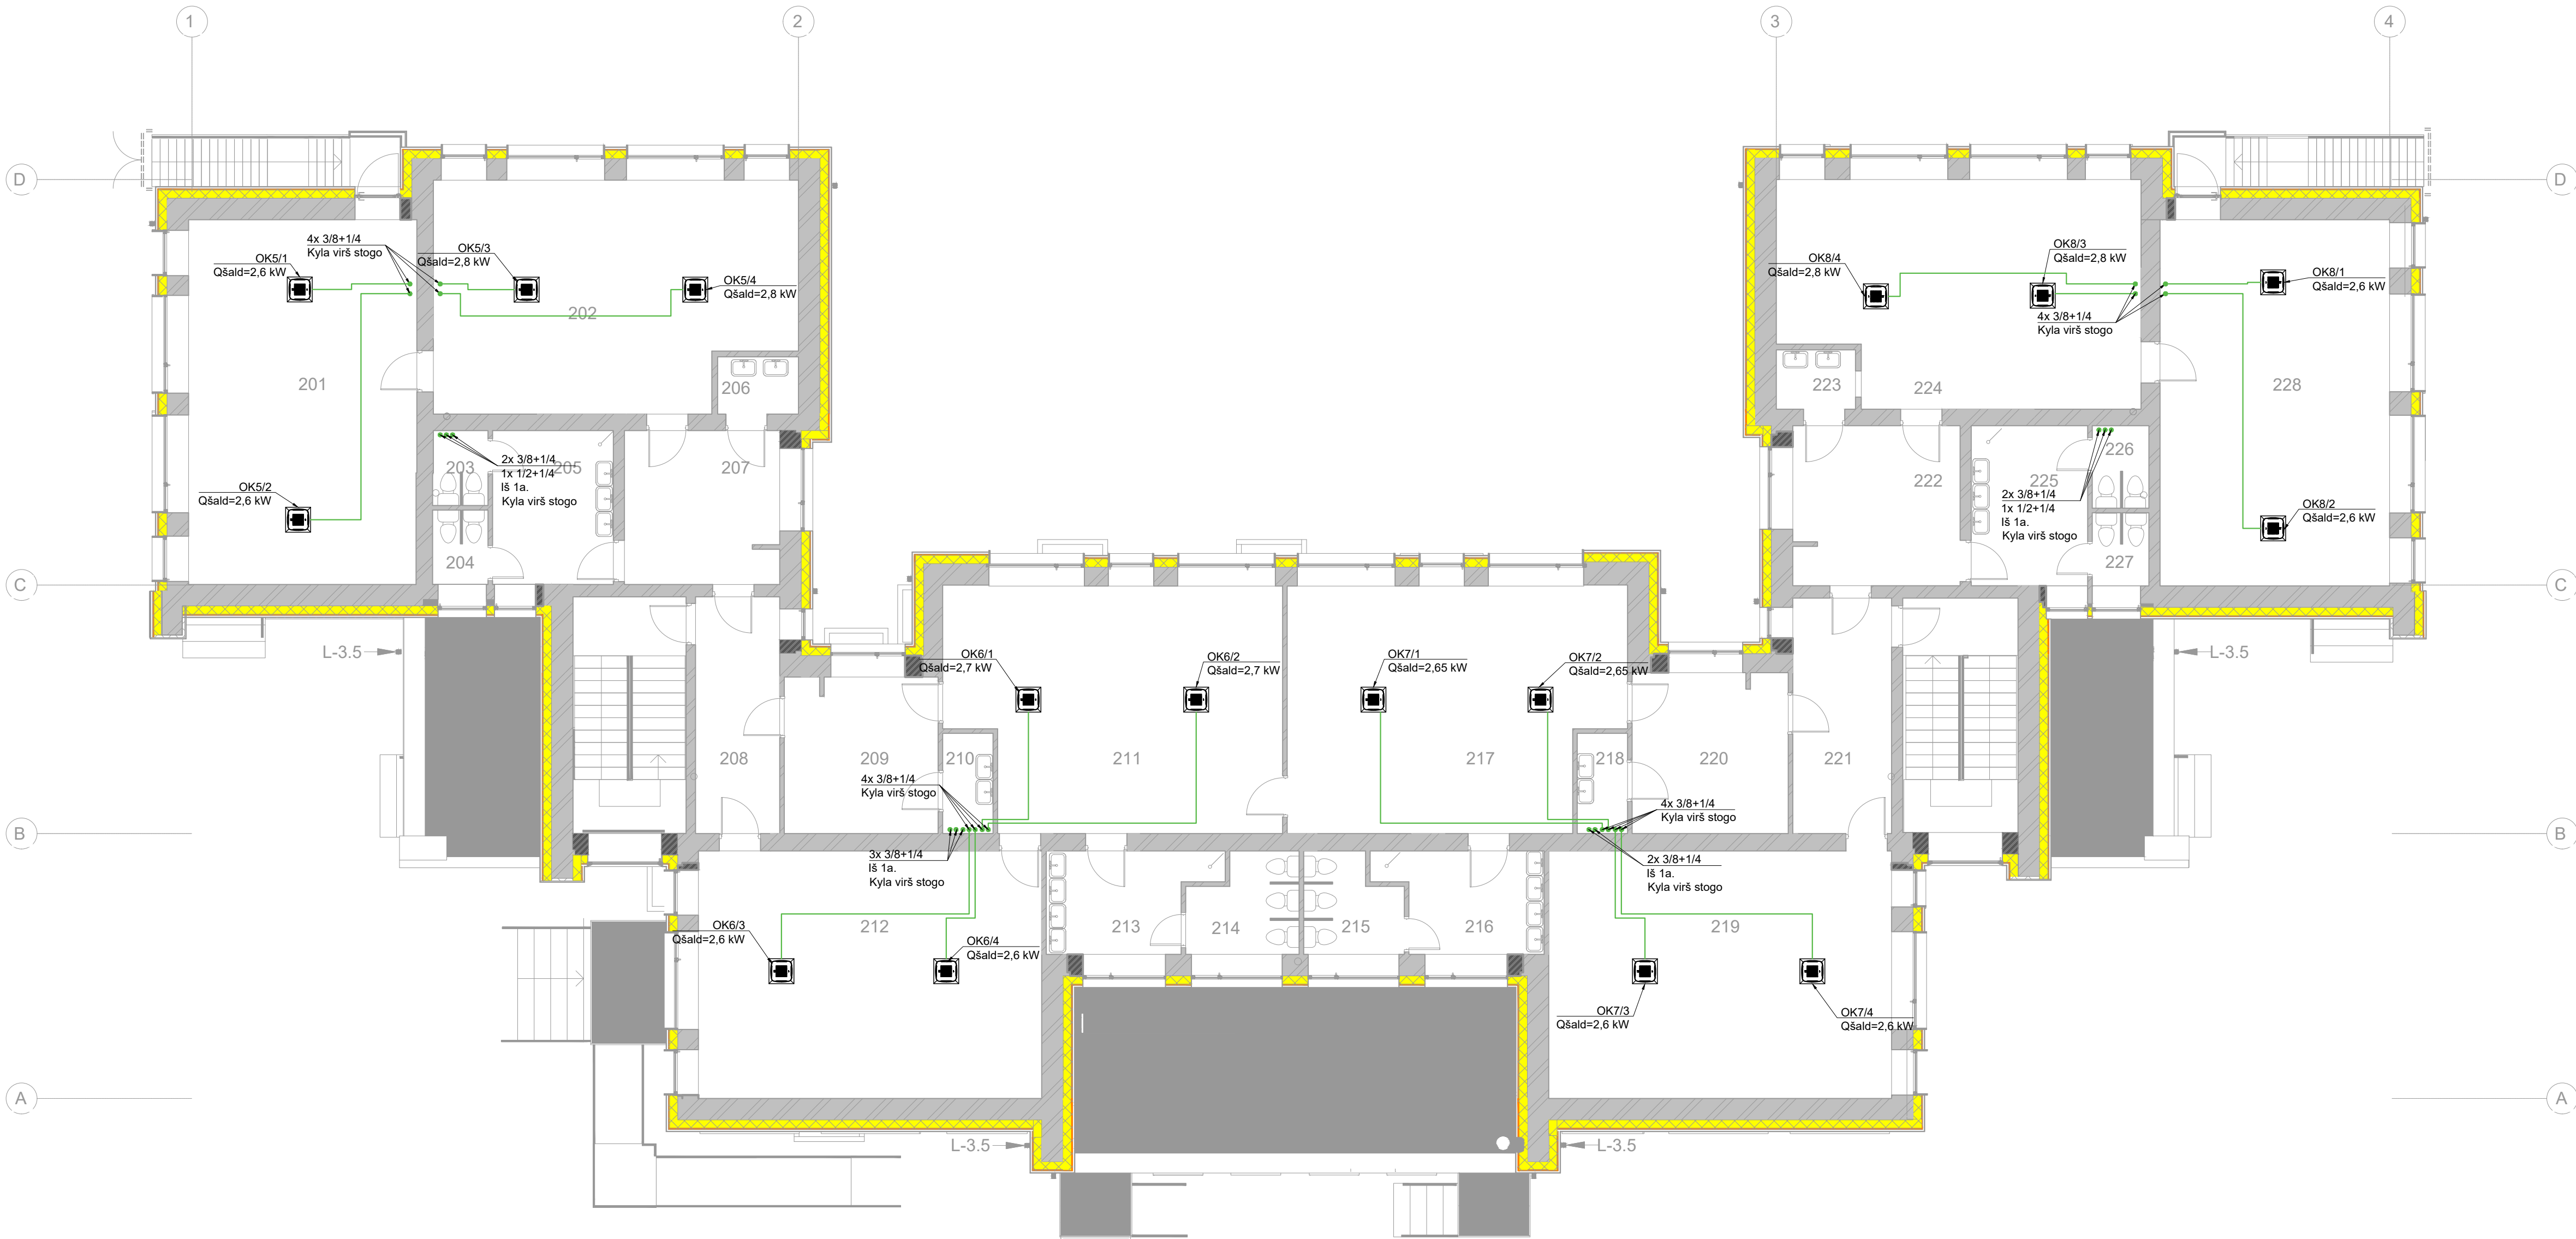 1
2
3
4
D
D
4x 3/8+1/4
Kyla virš stogo
OK5/1
Qšald=2,6 kW
OK5/3
Qšald=2,8 kW
OK5/4
Qšald=2,8 kW
202
OK8/4
Qšald=2,8 kW
OK8/3
Qšald=2,8 kW
OK8/1
Qšald=2,6 kW
4x 3/8+1/4
Kyla virš stogo
201
206
223
224
228
203
205
207
2x 3/8+1/4
1x 1/2+1/4
Iš 1a.
Kyla virš stogo
OK5/2
Qšald=2,6 kW
204
222
225
226
2x 3/8+1/4
1x 1/2+1/4
Iš 1a.
Kyla virš stogo
OK8/2
Qšald=2,6 kW
227
C
C
L-3.5
L-3.5
OK6/1
Qšald=2,7 kW
OK6/2
Qšald=2,7 kW
OK7/1
Qšald=2,65 kW
OK7/2
Qšald=2,65 kW
208
209
210
211
217
218
220
221
4x 3/8+1/4
Kyla virš stogo
4x 3/8+1/4
Kyla virš stogo
B
B
3x 3/8+1/4
Iš 1a.
Kyla virš stogo
2x 3/8+1/4
Iš 1a.
Kyla virš stogo
OK6/3
Qšald=2,6 kW
212
OK6/4
Qšald=2,6 kW
213
214
215
216
219
OK7/3
Qšald=2,6 kW
OK7/4
Qšald=2,6 kW
A
A
L-3.5
L-3.5